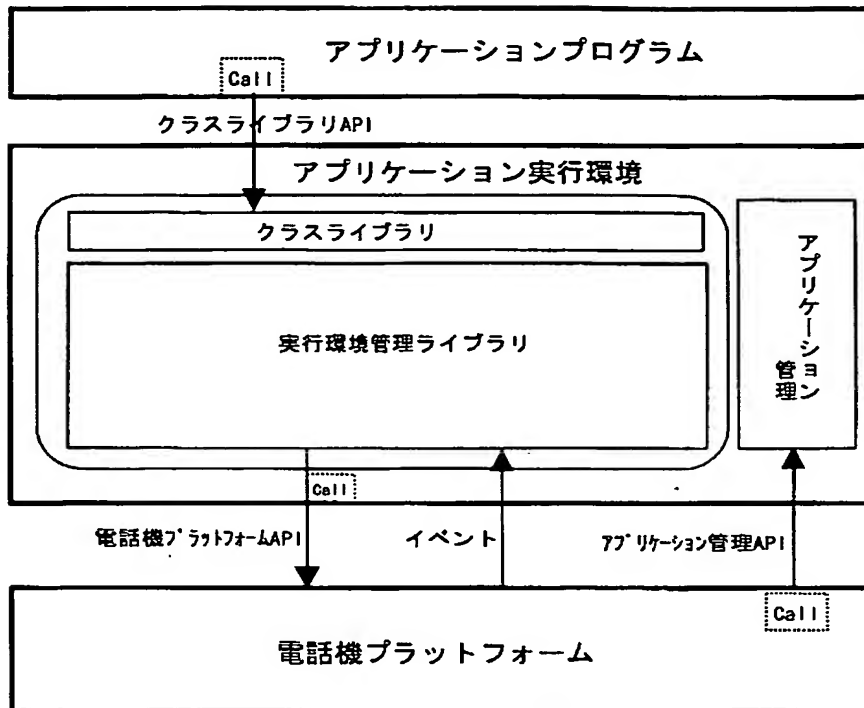 アプリケーションプログラム
Call
クラスライブラリAPI
アプリケーション実行環境
クラスライブラリ
実行環境管理ライブラリ
アプリケーション管理
Call
電話機プラットフォームAPI
イベント
アプリケーション管理API
Call
電話機プラットフォーム